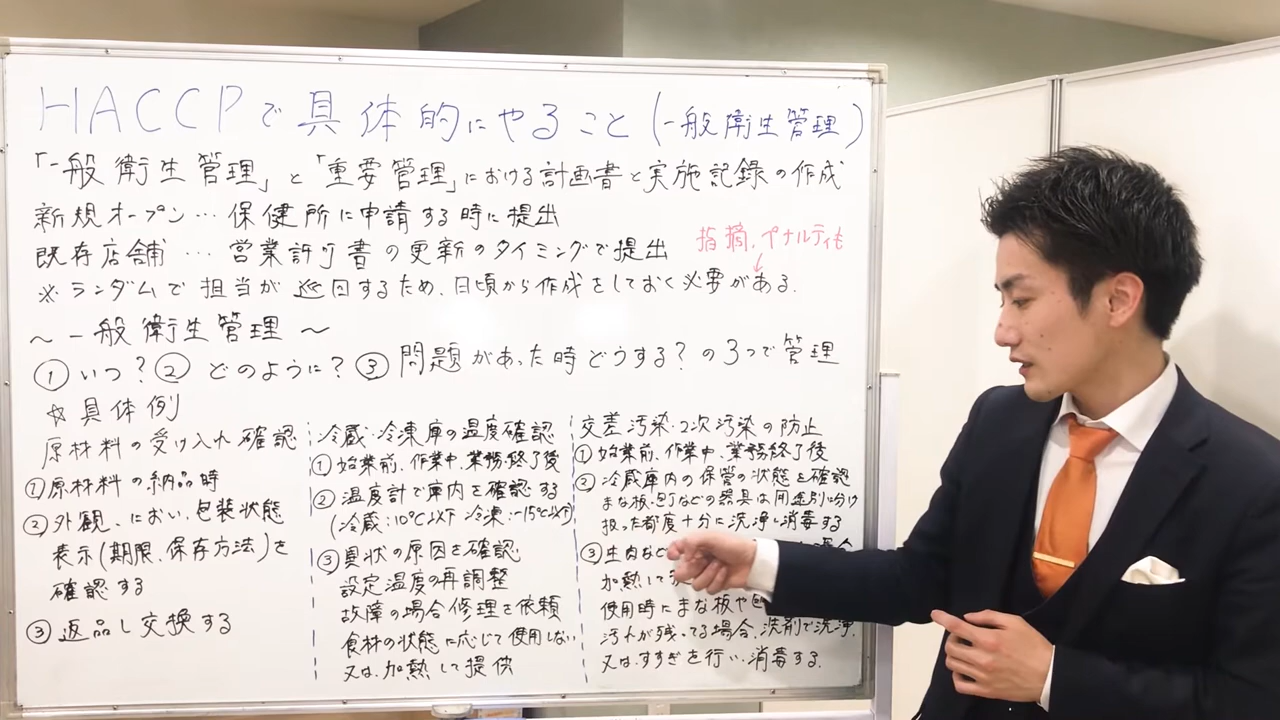 HACCPで具体的にやること(一般衛生管理)
「一般衛生管理」と「重要管理」における計画書と実施記録の作成
新規オープン…保健所に申請する時に提出
既存店舗…営業許可書の更新のタイミングで提出
指摘、ペナルティも
※ランダムで担当が巡回するため、日頃から作成をしておく必要がある。
～一般衛生管理～
①いつ?②どのように?③問題があった時どうする?の3つで管理
☆具体例
原材料の受け入れ確認
①原材料の納品時
②外観、におい、包装状態
表示(期限、保存方法)を
確認する
③返品し交換する
冷蔵・冷凍庫の温度確認
①始業前、作業中、業務終了後
②温度計で庫内を確認する
(冷蔵:10℃以下 冷凍:-15℃以下)
③異状の原因を確認
設定温度の再調整
故障の場合修理を依頼
食材の状態に応じて使用しない
又は、加熱して提供
交差汚染・2次汚染の防止
①始業前、作業中、業務終了後
②冷蔵庫内の保管の状態を確認
まな板、包丁などの器具は用途別に分け
扱った都度十分に洗浄し消毒する
③生肉など
加熱して
使用時にまな板や
汚れが残ってる場合、洗剤で洗浄、
又は、すすぎを行い、消毒する。